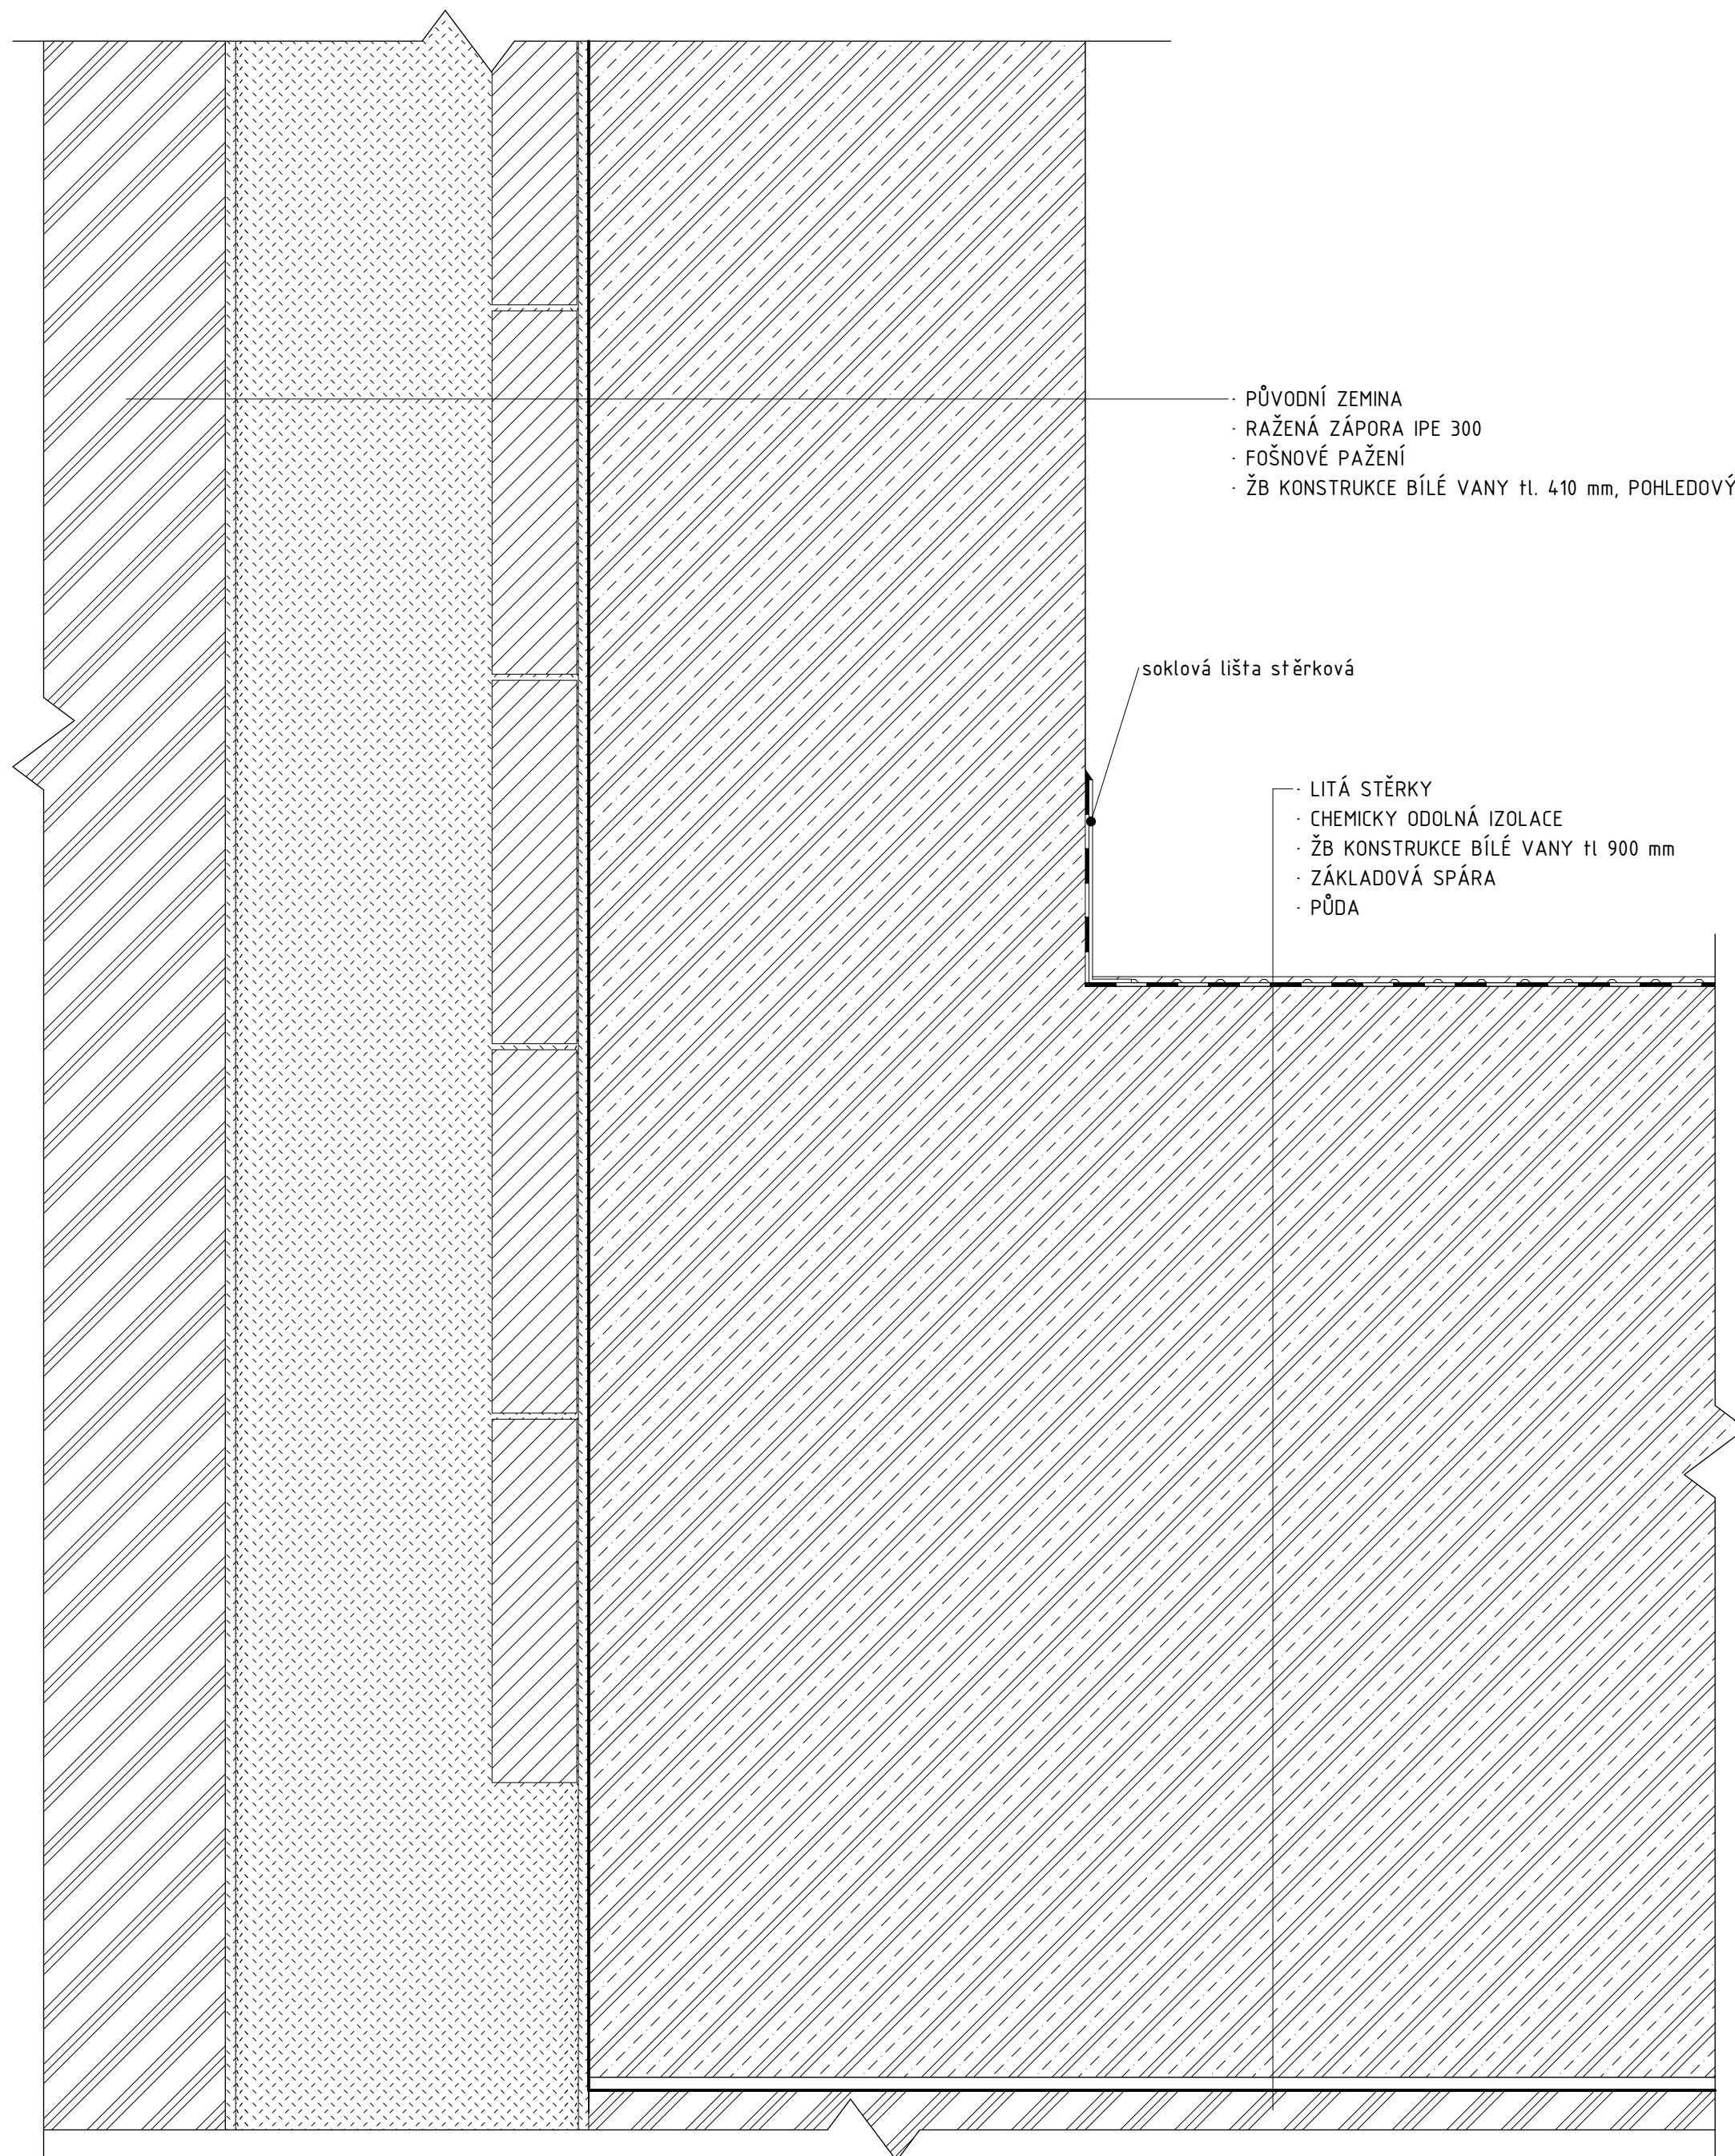 · PŮVODNÍ ZEMINA
· RAŽENÁ ZÁPORA IPE 300
· FOŠNOVÉ PAŽENÍ
· ŽB KONSTRUKCE BÍLÉ VANY tl. 410 mm, POHLEDOVÝ
soklová lišta stěrková
· LITÁ STĚRKY
· CHEMICKY ODOLNÁ IZOLACE
· ŽB KONSTRUKCE BÍLÉ VANY tl 900 mm
· ZÁKLADOVÁ SPÁRA
· PŮDA